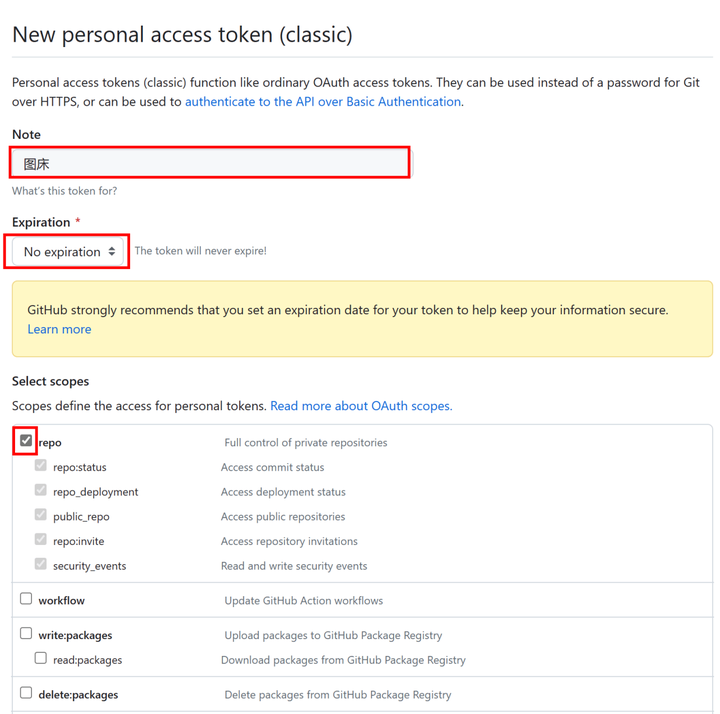 New personal access token (classic)
Personal access tokens (classic) function like ordinary OAuth access tokens. They can be used instead of a password for Git
over HTTPS, or can be used to authenticate to the API over Basic Authentication.
Note
图床
What's this token for?
Expiration *
No expiration The token will never expire!
GitHub strongly recommends that you set an expiration date for your token to help keep your information secure.
Learn more
Select scopes
Scopes define the access for personal tokens. Read more about OAuth scopes.
repo Full control of private repositories
repo:status Access commit status
repo_deployment Access deployment status
public_repo Access public repositories
repo:invite Access repository invitations
security_events Read and write security events
workflow Update GitHub Action workflows
write:packages Upload packages to GitHub Package Registry
read:packages Download packages from GitHub Package Registry
delete:packages Delete packages from GitHub Package Registry